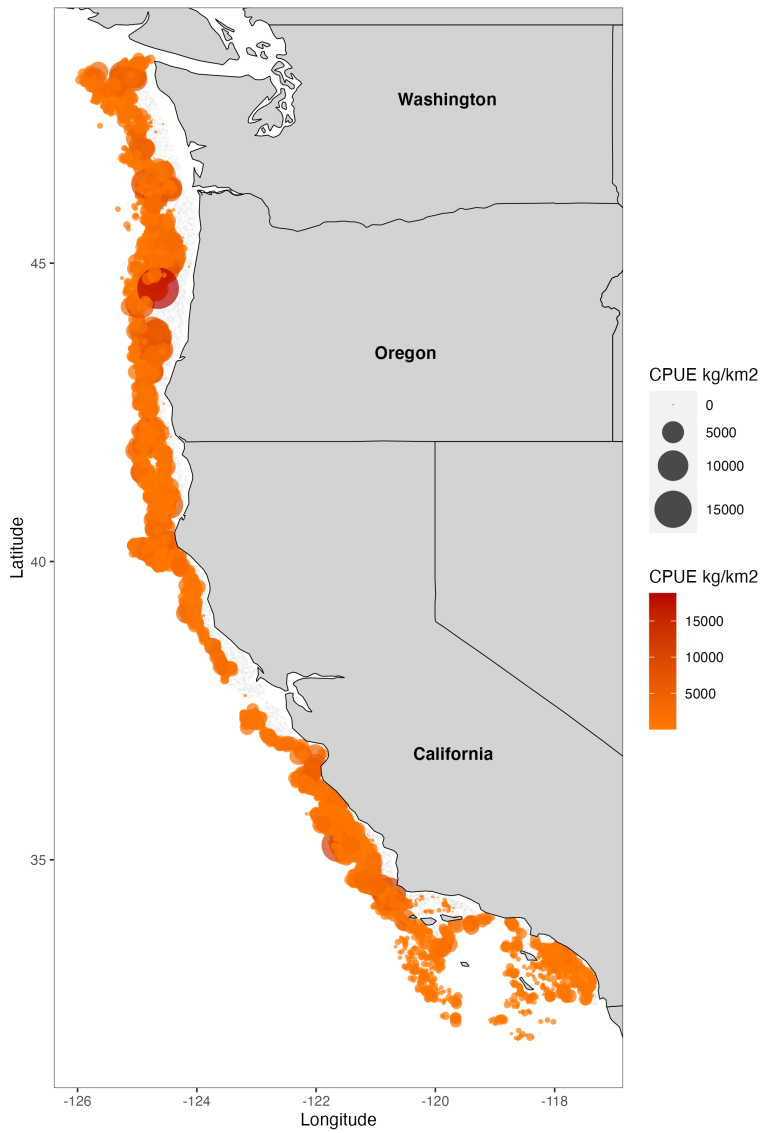 Washington
Oregon
California
45
40
35
Latitude
-126
-124
-122
-120
-118
Longitude
CPUE kg/km2
0
5000
10000
15000
CPUE kg/km2
15000
10000
5000